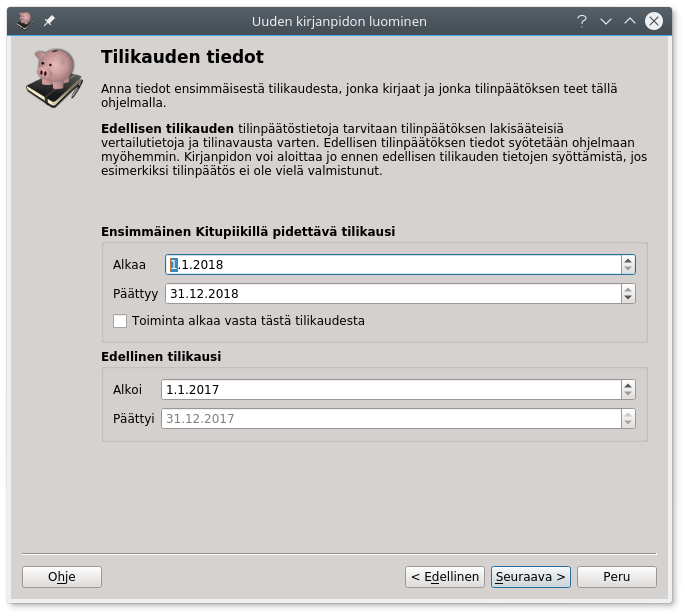 Uuden kirjanpidon luominen
Tilikauden tiedot
Anna tiedot ensimmäisestä tilikaudesta, jonka kirjaat ja jonka tilinpäätöksen teet tällä
ohjelmalla.
Edellisen tilikauden tilinpäätöstietoja tarvitaan tilinpäätöksen lakisääteisiä
vertailutietoja ja tilinavausta varten. Edellisen tilinpäätöksen tiedot syötetään ohjelmaan
myöhemmin. Kirjanpidon voi aloittaa jo ennen edellisen tilikauden tietojen syöttämistä, jos
esimerkiksi tilinpäätös ei ole vielä valmistunut.
Ensimmäinen Kitupiikillä pidettävä tilikausi
Alkaa 1.1.2018
Päättyy 31.12.2018
Toiminta alkaa vasta tästä tilikaudesta
Edellinen tilikausi
Alkoi 1.1.2017
Päättyi 31.12.2017
Ohje < Edellinen Seuraava > Peru